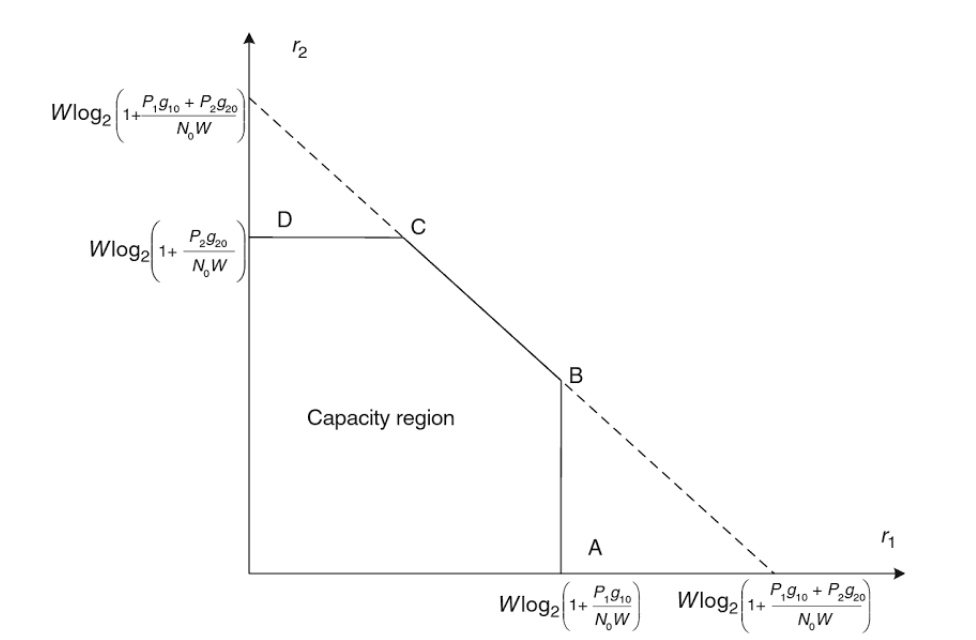 r₂
Wlog₂(1+ (P₁g₁₀ + P₂g₂₀)/(N₀W))
D
C
Wlog₂(1+ P₂g₂₀/(N₀W))
B
Capacity region
A
r₁
Wlog₂(1+ P₁g₁₀/(N₀W))
Wlog₂(1+ (P₁g₁₀ + P₂g₂₀)/(N₀W))